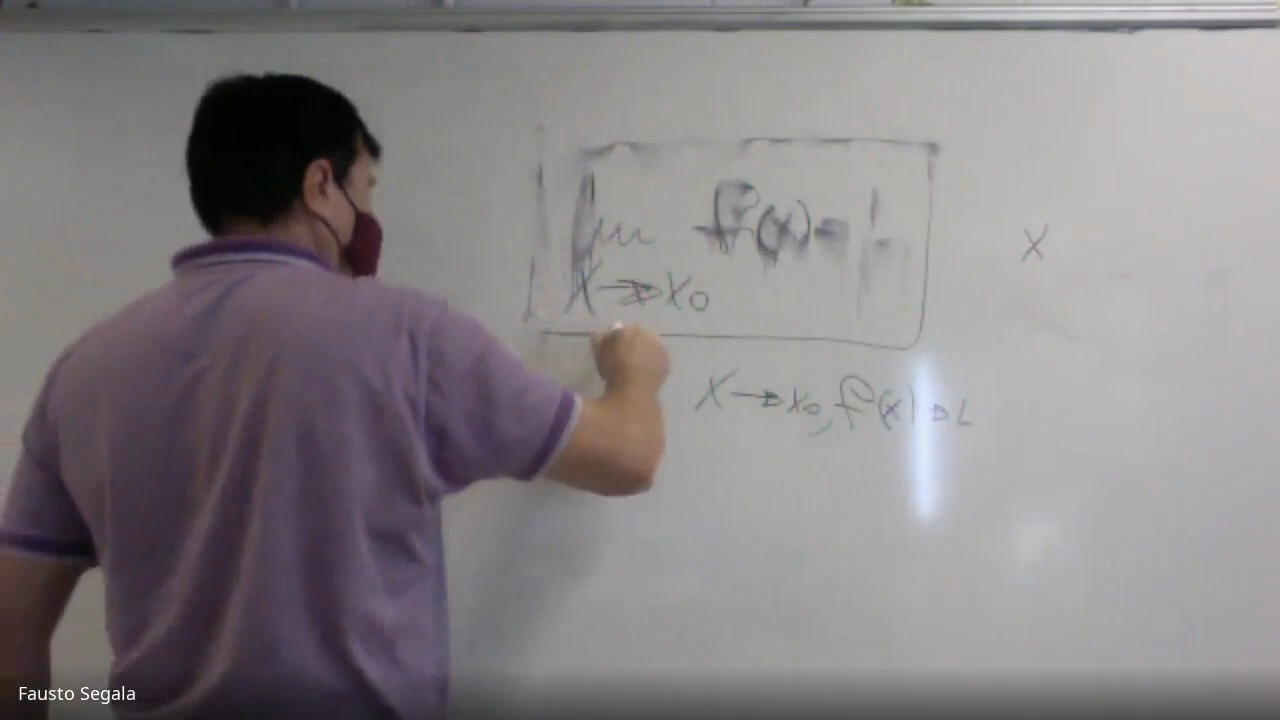 lim f(x) = L
x → x0
x
x → x0, f(x) → L
Fausto Segala